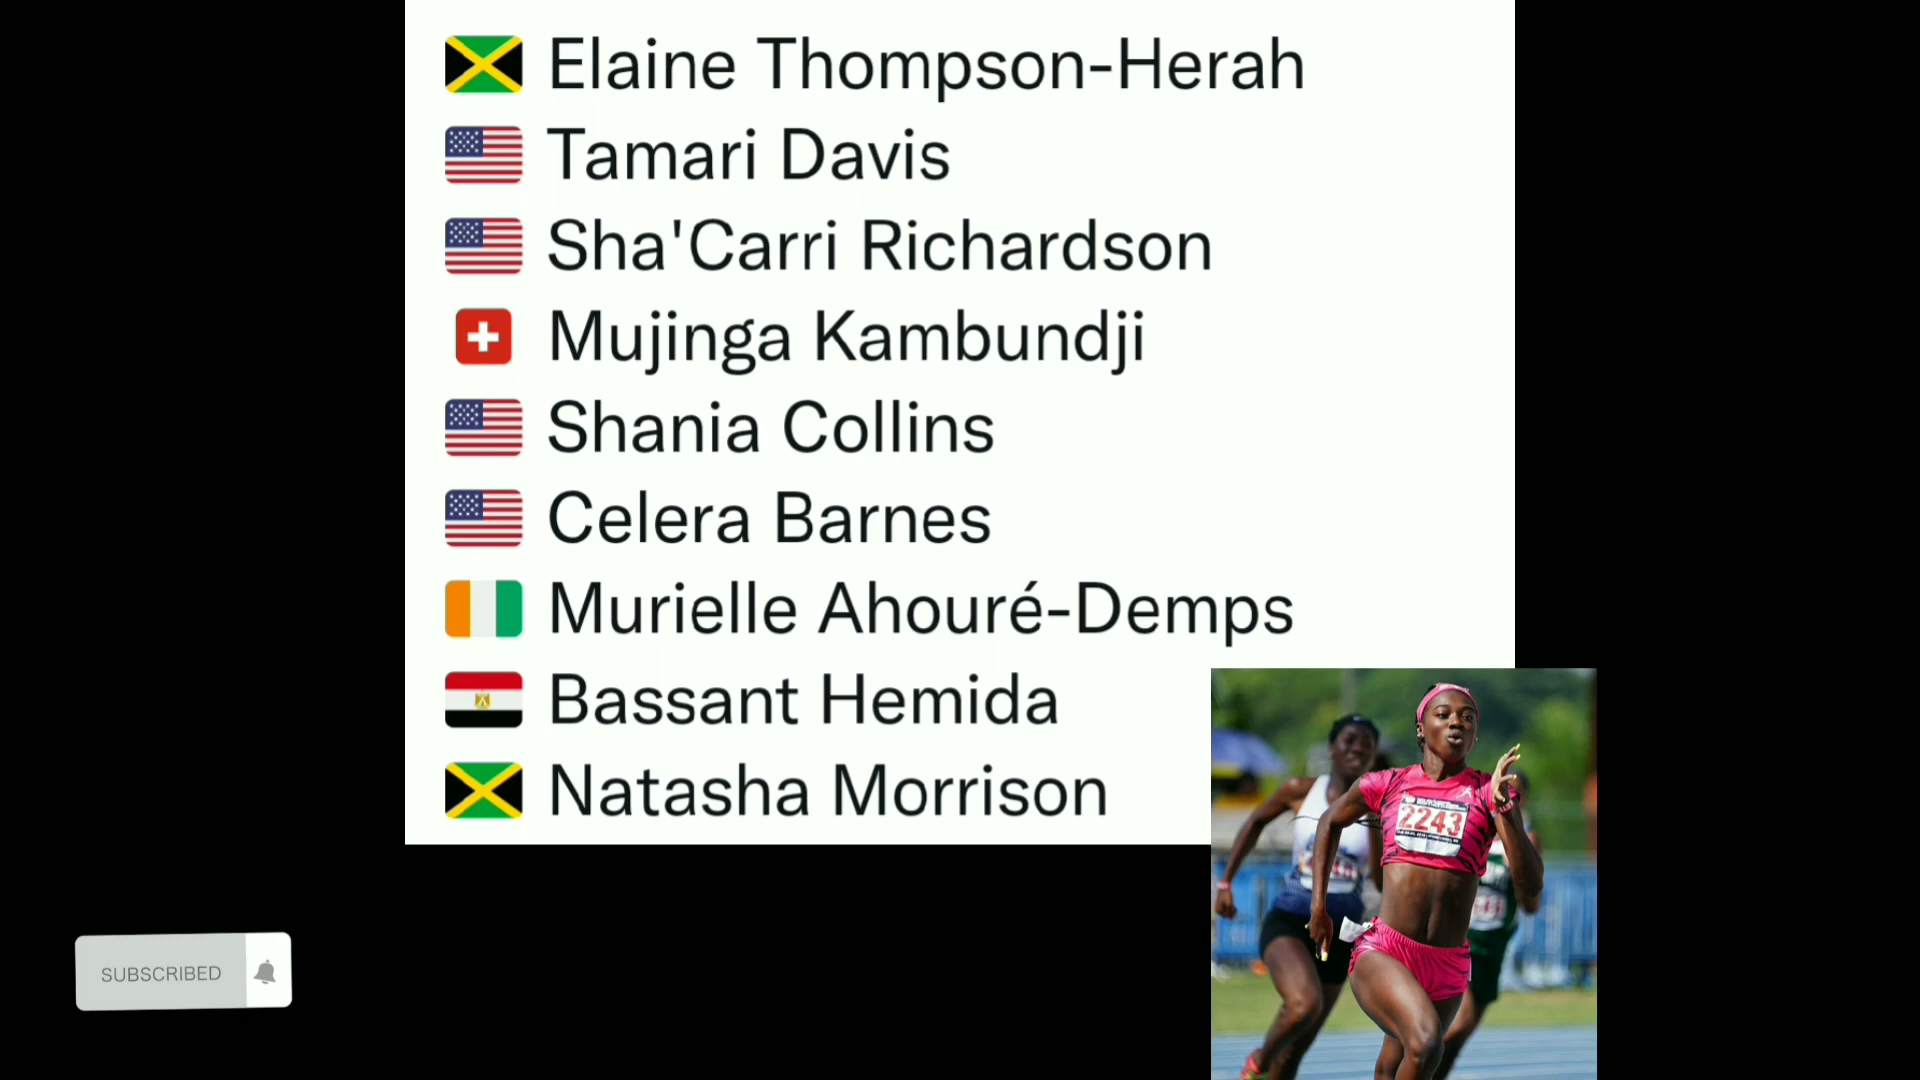 Elaine Thompson-Herah
Tamari Davis
Sha'Carri Richardson
Mujinga Kambundji
Shania Collins
Celera Barnes
Murielle Ahouré-Demps
Bassant Hemida
Natasha Morrison
2243
SUBSCRIBED